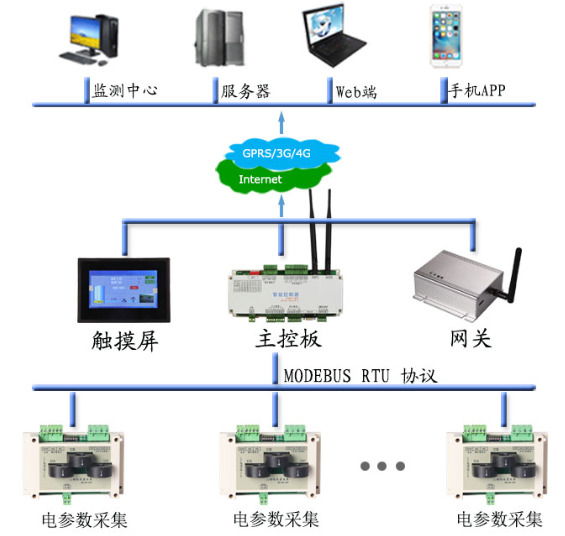 监测中心
服务器
Web端
手机APP
GPRS/3G/4G
Internet
触摸屏
主控板
网关
MODEBUS RTU 协议
电参数采集
电参数采集
电参数采集